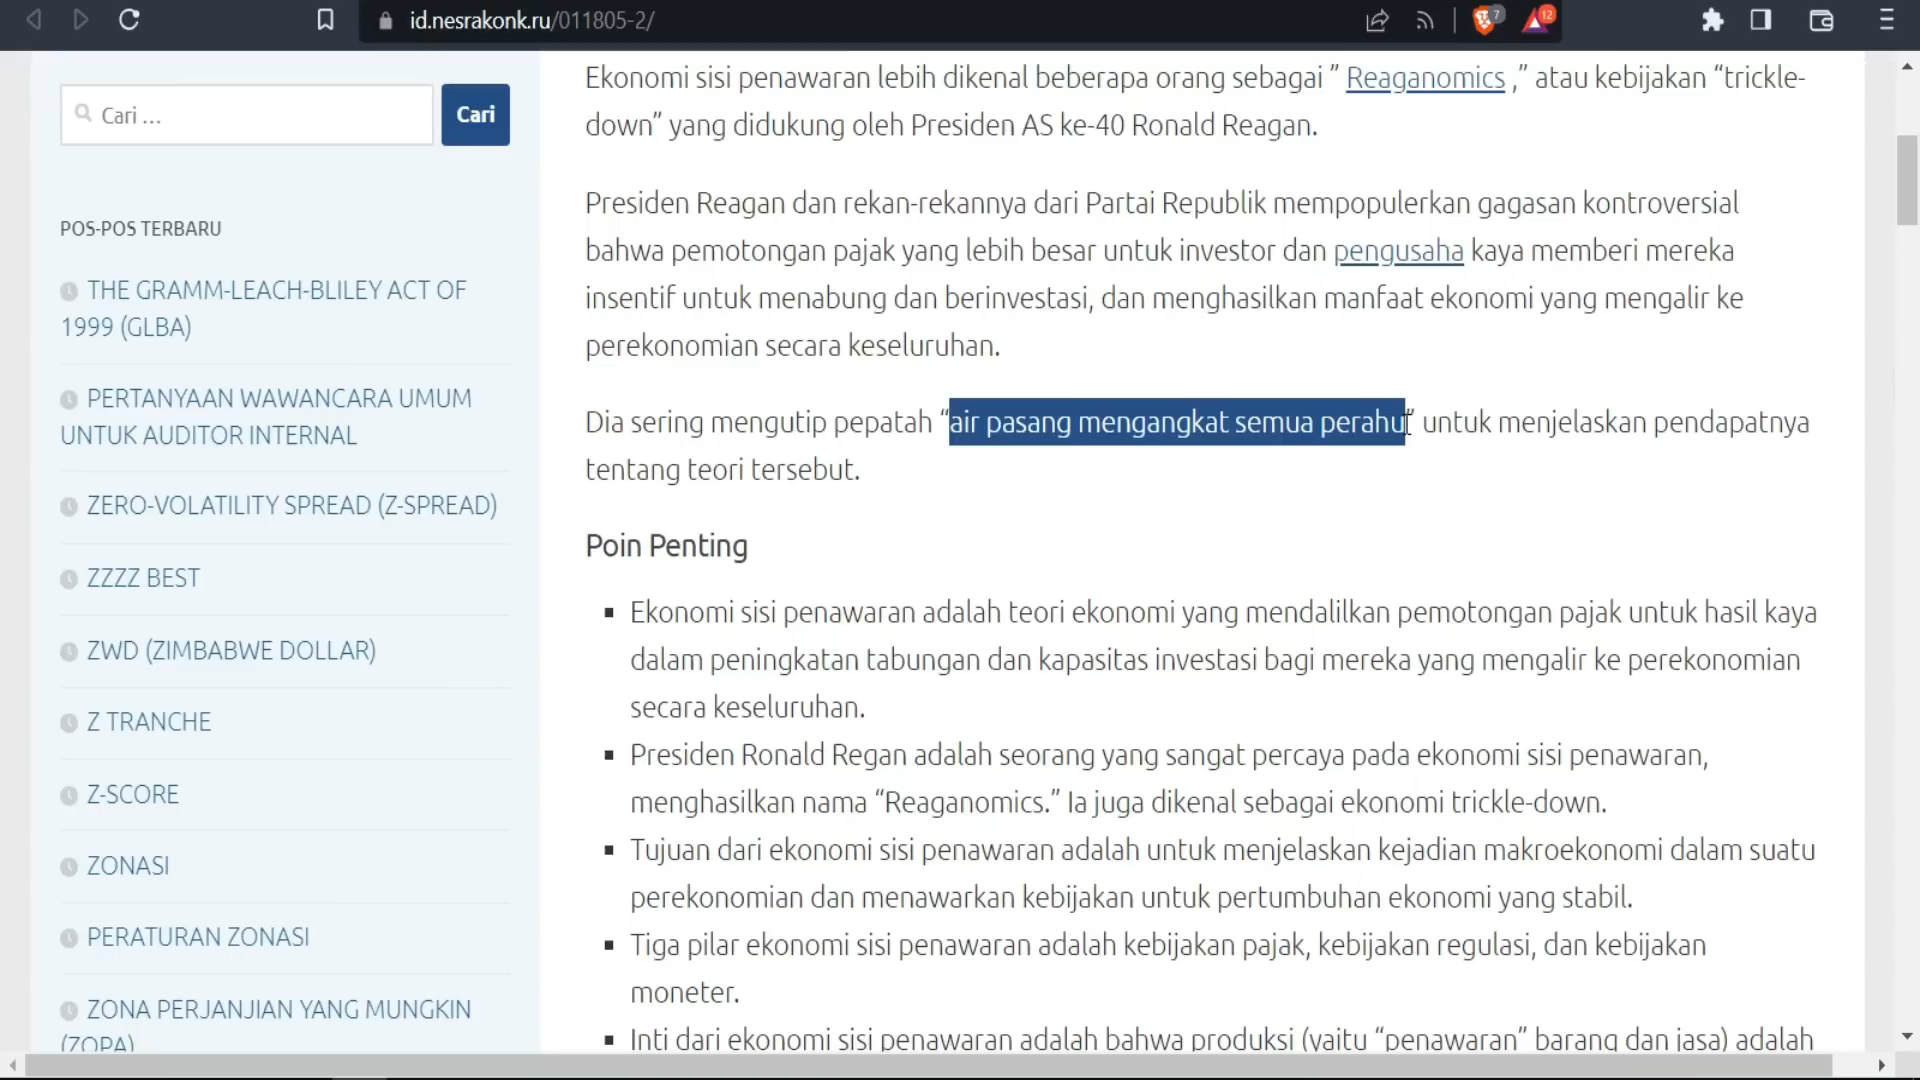 id.nesrakonk.ru/011805-2/
7
12
Cari ...
Cari
POS-POS TERBARU
THE GRAMM-LEACH-BLILEY ACT OF
1999 (GLBA)
PERTANYAAN WAWANCARA UMUM
UNTUK AUDITOR INTERNAL
ZERO-VOLATILITY SPREAD (Z-SPREAD)
ZZZZ BEST
ZWD (ZIMBABWE DOLLAR)
Z TRANCHE
Z-SCORE
ZONASI
PERATURAN ZONASI
ZONA PERJANJIAN YANG MUNGKIN
(ZOPA)
Ekonomi sisi penawaran lebih dikenal beberapa orang sebagai ” Reaganomics ,” atau kebijakan “trickle-
down” yang didukung oleh Presiden AS ke-40 Ronald Reagan.
Presiden Reagan dan rekan-rekannya dari Partai Republik mempopulerkan gagasan kontroversial
bahwa pemotongan pajak yang lebih besar untuk investor dan pengusaha kaya memberi mereka
insentif untuk menabung dan berinvestasi, dan menghasilkan manfaat ekonomi yang mengalir ke
perekonomian secara keseluruhan.
Dia sering mengutip pepatah “air pasang mengangkat semua perahu” untuk menjelaskan pendapatnya
tentang teori tersebut.
Poin Penting
▪ Ekonomi sisi penawaran adalah teori ekonomi yang mendalilkan pemotongan pajak untuk hasil kaya
dalam peningkatan tabungan dan kapasitas investasi bagi mereka yang mengalir ke perekonomian
secara keseluruhan.
▪ Presiden Ronald Regan adalah seorang yang sangat percaya pada ekonomi sisi penawaran,
menghasilkan nama “Reaganomics.” Ia juga dikenal sebagai ekonomi trickle-down.
▪ Tujuan dari ekonomi sisi penawaran adalah untuk menjelaskan kejadian makroekonomi dalam suatu
perekonomian dan menawarkan kebijakan untuk pertumbuhan ekonomi yang stabil.
▪ Tiga pilar ekonomi sisi penawaran adalah kebijakan pajak, kebijakan regulasi, dan kebijakan
moneter.
▪ Inti dari ekonomi sisi penawaran adalah bahwa produksi (yaitu “penawaran” barang dan jasa) adalah